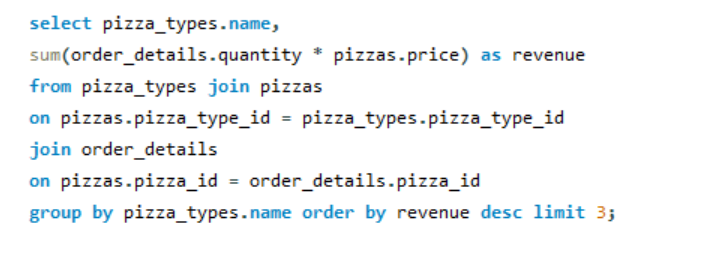 select pizza_types.name,
sum(order_details.quantity * pizzas.price) as revenue
from pizza_types join pizzas
on pizzas.pizza_type_id = pizza_types.pizza_type_id
join order_details
on pizzas.pizza_id = order_details.pizza_id
group by pizza_types.name order by revenue desc limit 3;